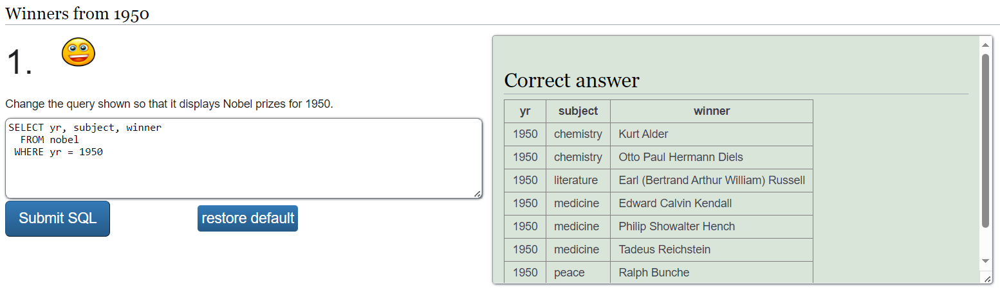 Winners from 1950
1.
Change the query shown so that it displays Nobel prizes for 1950.
SELECT yr, subject, winner
  FROM nobel
 WHERE yr = 1950
Submit SQL restore default
Correct answer
yr subject winner
1950 chemistry Kurt Alder
1950 chemistry Otto Paul Hermann Diels
1950 literature Earl (Bertrand Arthur William) Russell
1950 medicine Edward Calvin Kendall
1950 medicine Philip Showalter Hench
1950 medicine Tadeus Reichstein
1950 peace Ralph Bunche